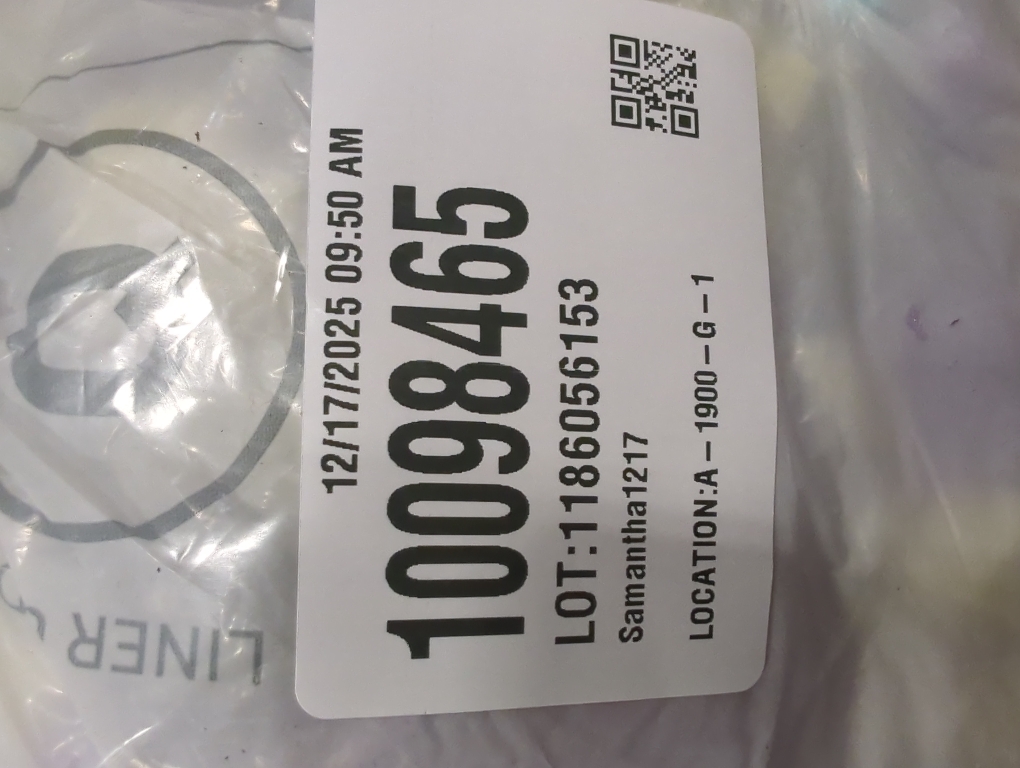 12/17/2025 09:50 AM
10098465
LOT:1186056153
Samantha1217
LOCATION:A-1900-G-1
LINER